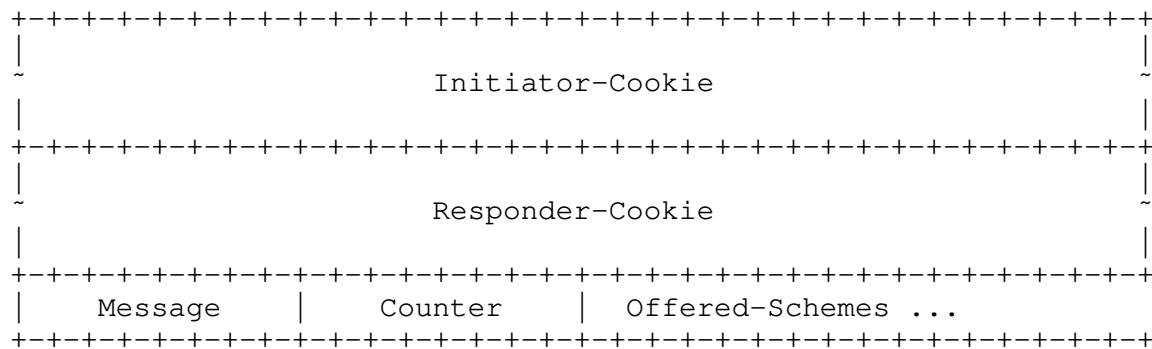 +-+-+-+-+-+-+-+-+-+-+-+-+-+-+-+-+-+-+-+-+-+-+-+-+-+-+-+-+-+-+-+-+
|                                                               |
~                       Initiator-Cookie                        ~
|                                                               |
+-+-+-+-+-+-+-+-+-+-+-+-+-+-+-+-+-+-+-+-+-+-+-+-+-+-+-+-+-+-+-+-+
|                                                               |
~                       Responder-Cookie                        ~
|                                                               |
+-+-+-+-+-+-+-+-+-+-+-+-+-+-+-+-+-+-+-+-+-+-+-+-+-+-+-+-+-+-+-+-+
|    Message    |    Counter    |  Offered-Schemes ...
+-+-+-+-+-+-+-+-+-+-+-+-+-+-+-+-+-+-+-+-+-+-+-+-+-+-+-+-+-+-+-+-+